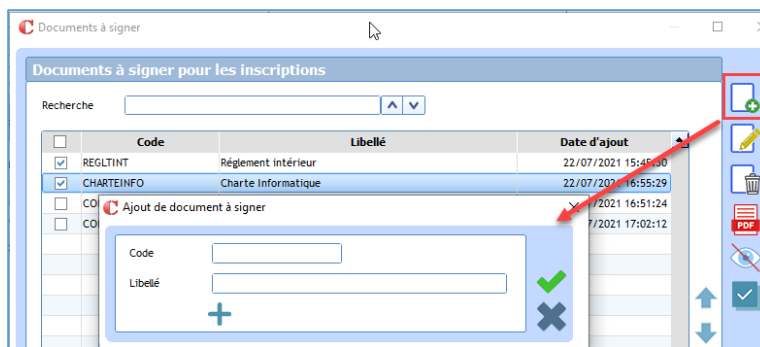 Documents à signer
Documents à signer pour les inscriptions
Recherche
Code Libellé Date d'ajout
REGLTINT Réglement intérieur 22/07/2021 15:45:30
CHARTEINFO Charte Informatique 22/07/2021 16:55:29
Ajout de document à signer
/2021 16:51:24
/2021 17:02:12
Code
Libellé
PDF